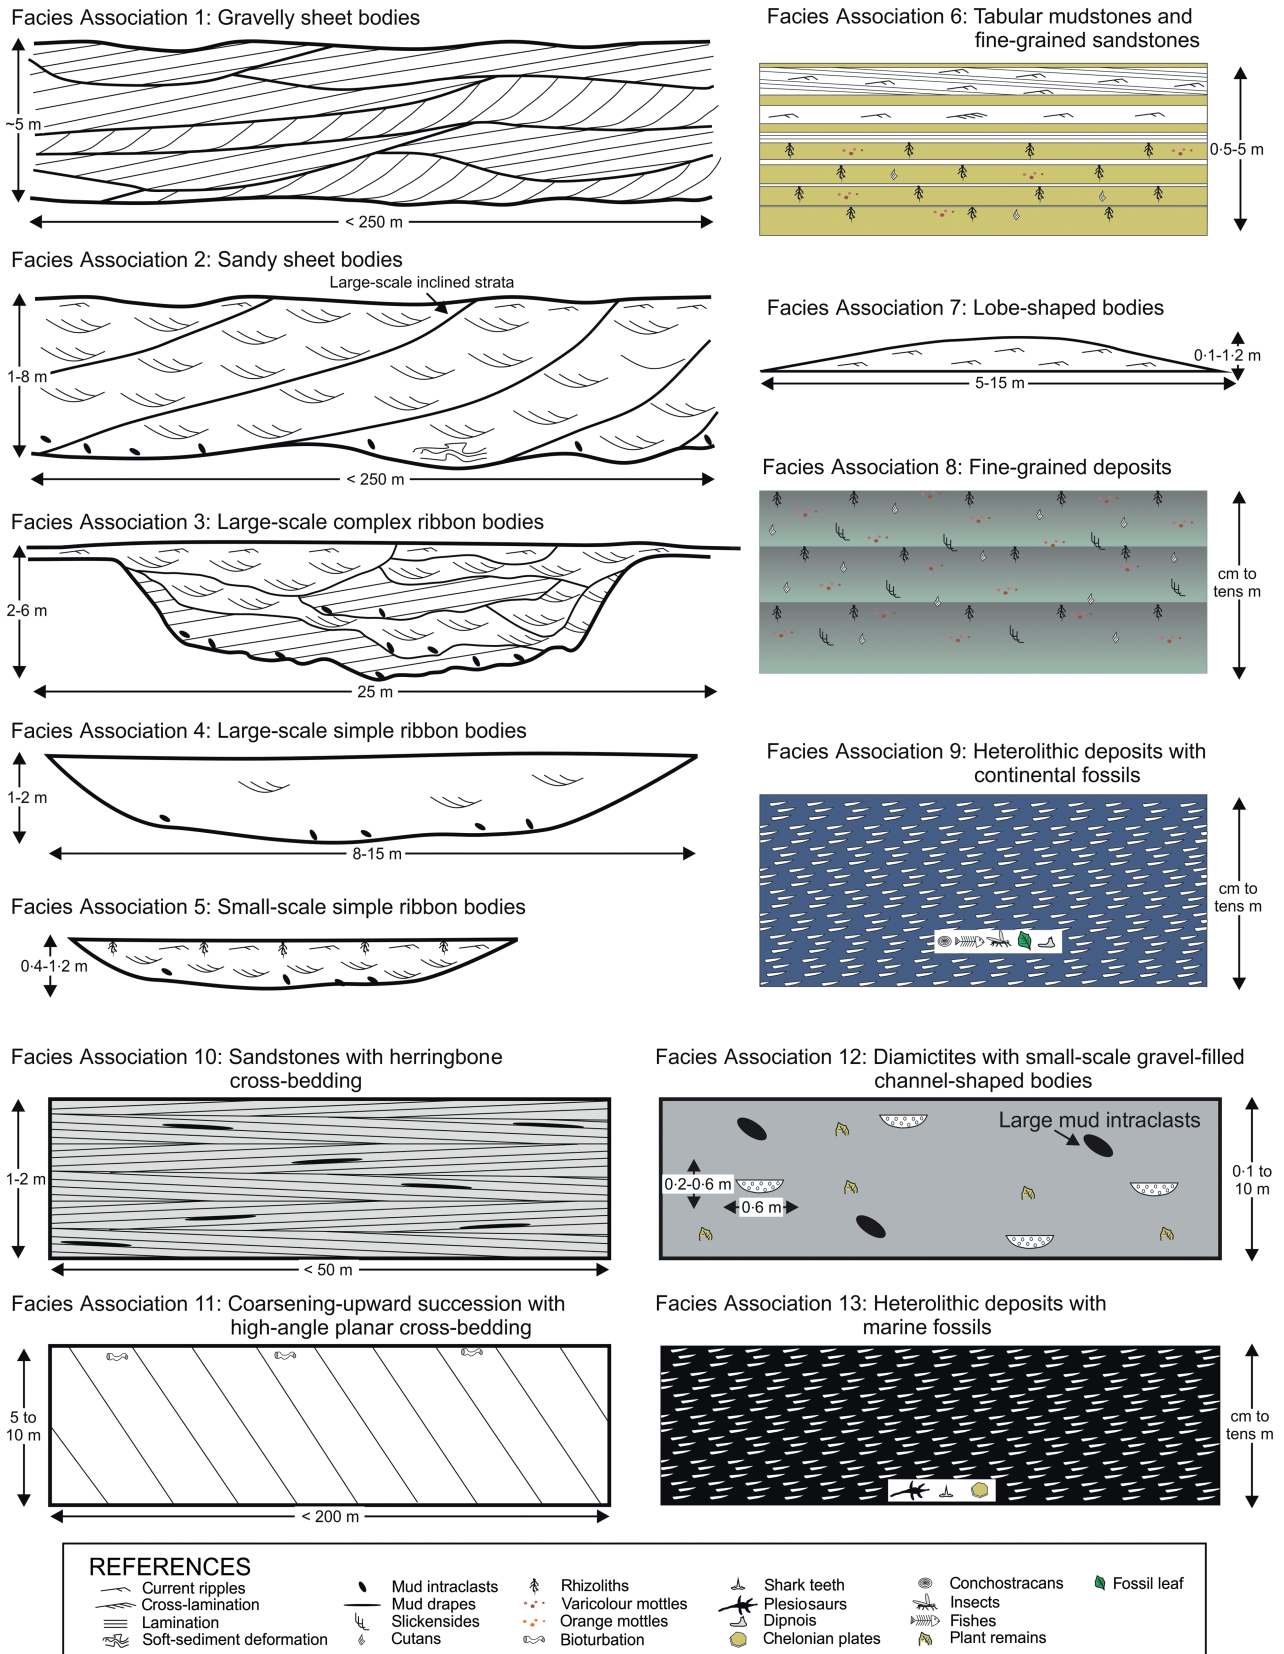 Facies Association 1: Gravelly sheet bodies
~5 m
< 250 m
Facies Association 2: Sandy sheet bodies
Large-scale inclined strata
1-8 m
< 250 m
Facies Association 3: Large-scale complex ribbon bodies
2-6 m
25 m
Facies Association 4: Large-scale simple ribbon bodies
1-2 m
8-15 m
Facies Association 5: Small-scale simple ribbon bodies
0·4-1·2 m
Facies Association 6: Tabular mudstones and
fine-grained sandstones
0·5-5 m
Facies Association 7: Lobe-shaped bodies
0·1-1·2 m
5-15 m
Facies Association 8: Fine-grained deposits
cm to
tens m
Facies Association 9: Heterolithic deposits with
continental fossils
cm to
tens m
Facies Association 10: Sandstones with herringbone
cross-bedding
1-2 m
< 50 m
Facies Association 11: Coarsening-upward succession with
high-angle planar cross-bedding
5 to
10 m
< 200 m
Facies Association 12: Diamictites with small-scale gravel-filled
channel-shaped bodies
Large mud intraclasts
0·2-0·6 m
0·6 m
0·1 to
10 m
Facies Association 13: Heterolithic deposits with
marine fossils
cm to
tens m
REFERENCES
Current ripples
Cross-lamination
Lamination
Soft-sediment deformation
Mud intraclasts
Mud drapes
Slickensides
Cutans
Rhizoliths
Varicolour mottles
Orange mottles
Bioturbation
Shark teeth
Plesiosaurs
Dipnois
Chelonian plates
Conchostracans
Insects
Fishes
Plant remains
Fossil leaf